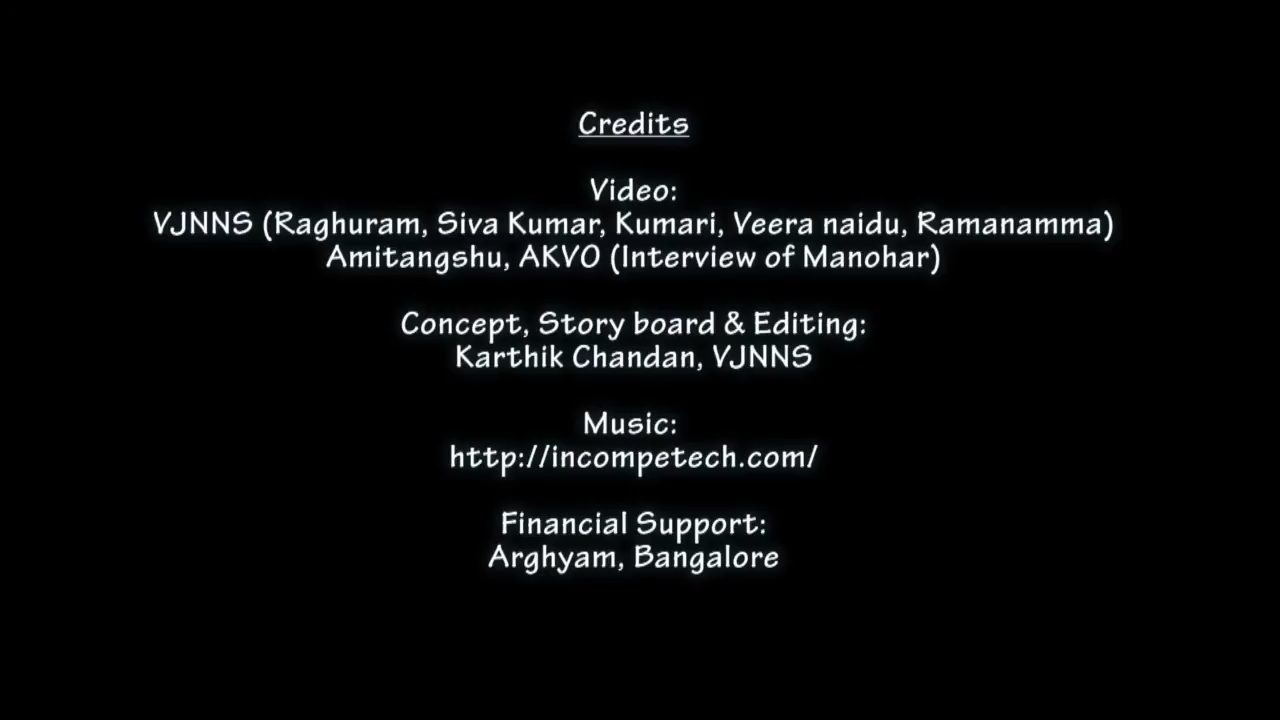 Credits
Video:
VJNNS (Raghuram, Siva Kumar, Kumari, Veera naidu, Ramanamma)
Amitangshu, AKVO (Interview of Manohar)
Concept, Story board & Editing:
Karthik Chandan, VJNNS
Music:
http://incompetech.com/
Financial Support:
Arghyam, Bangalore